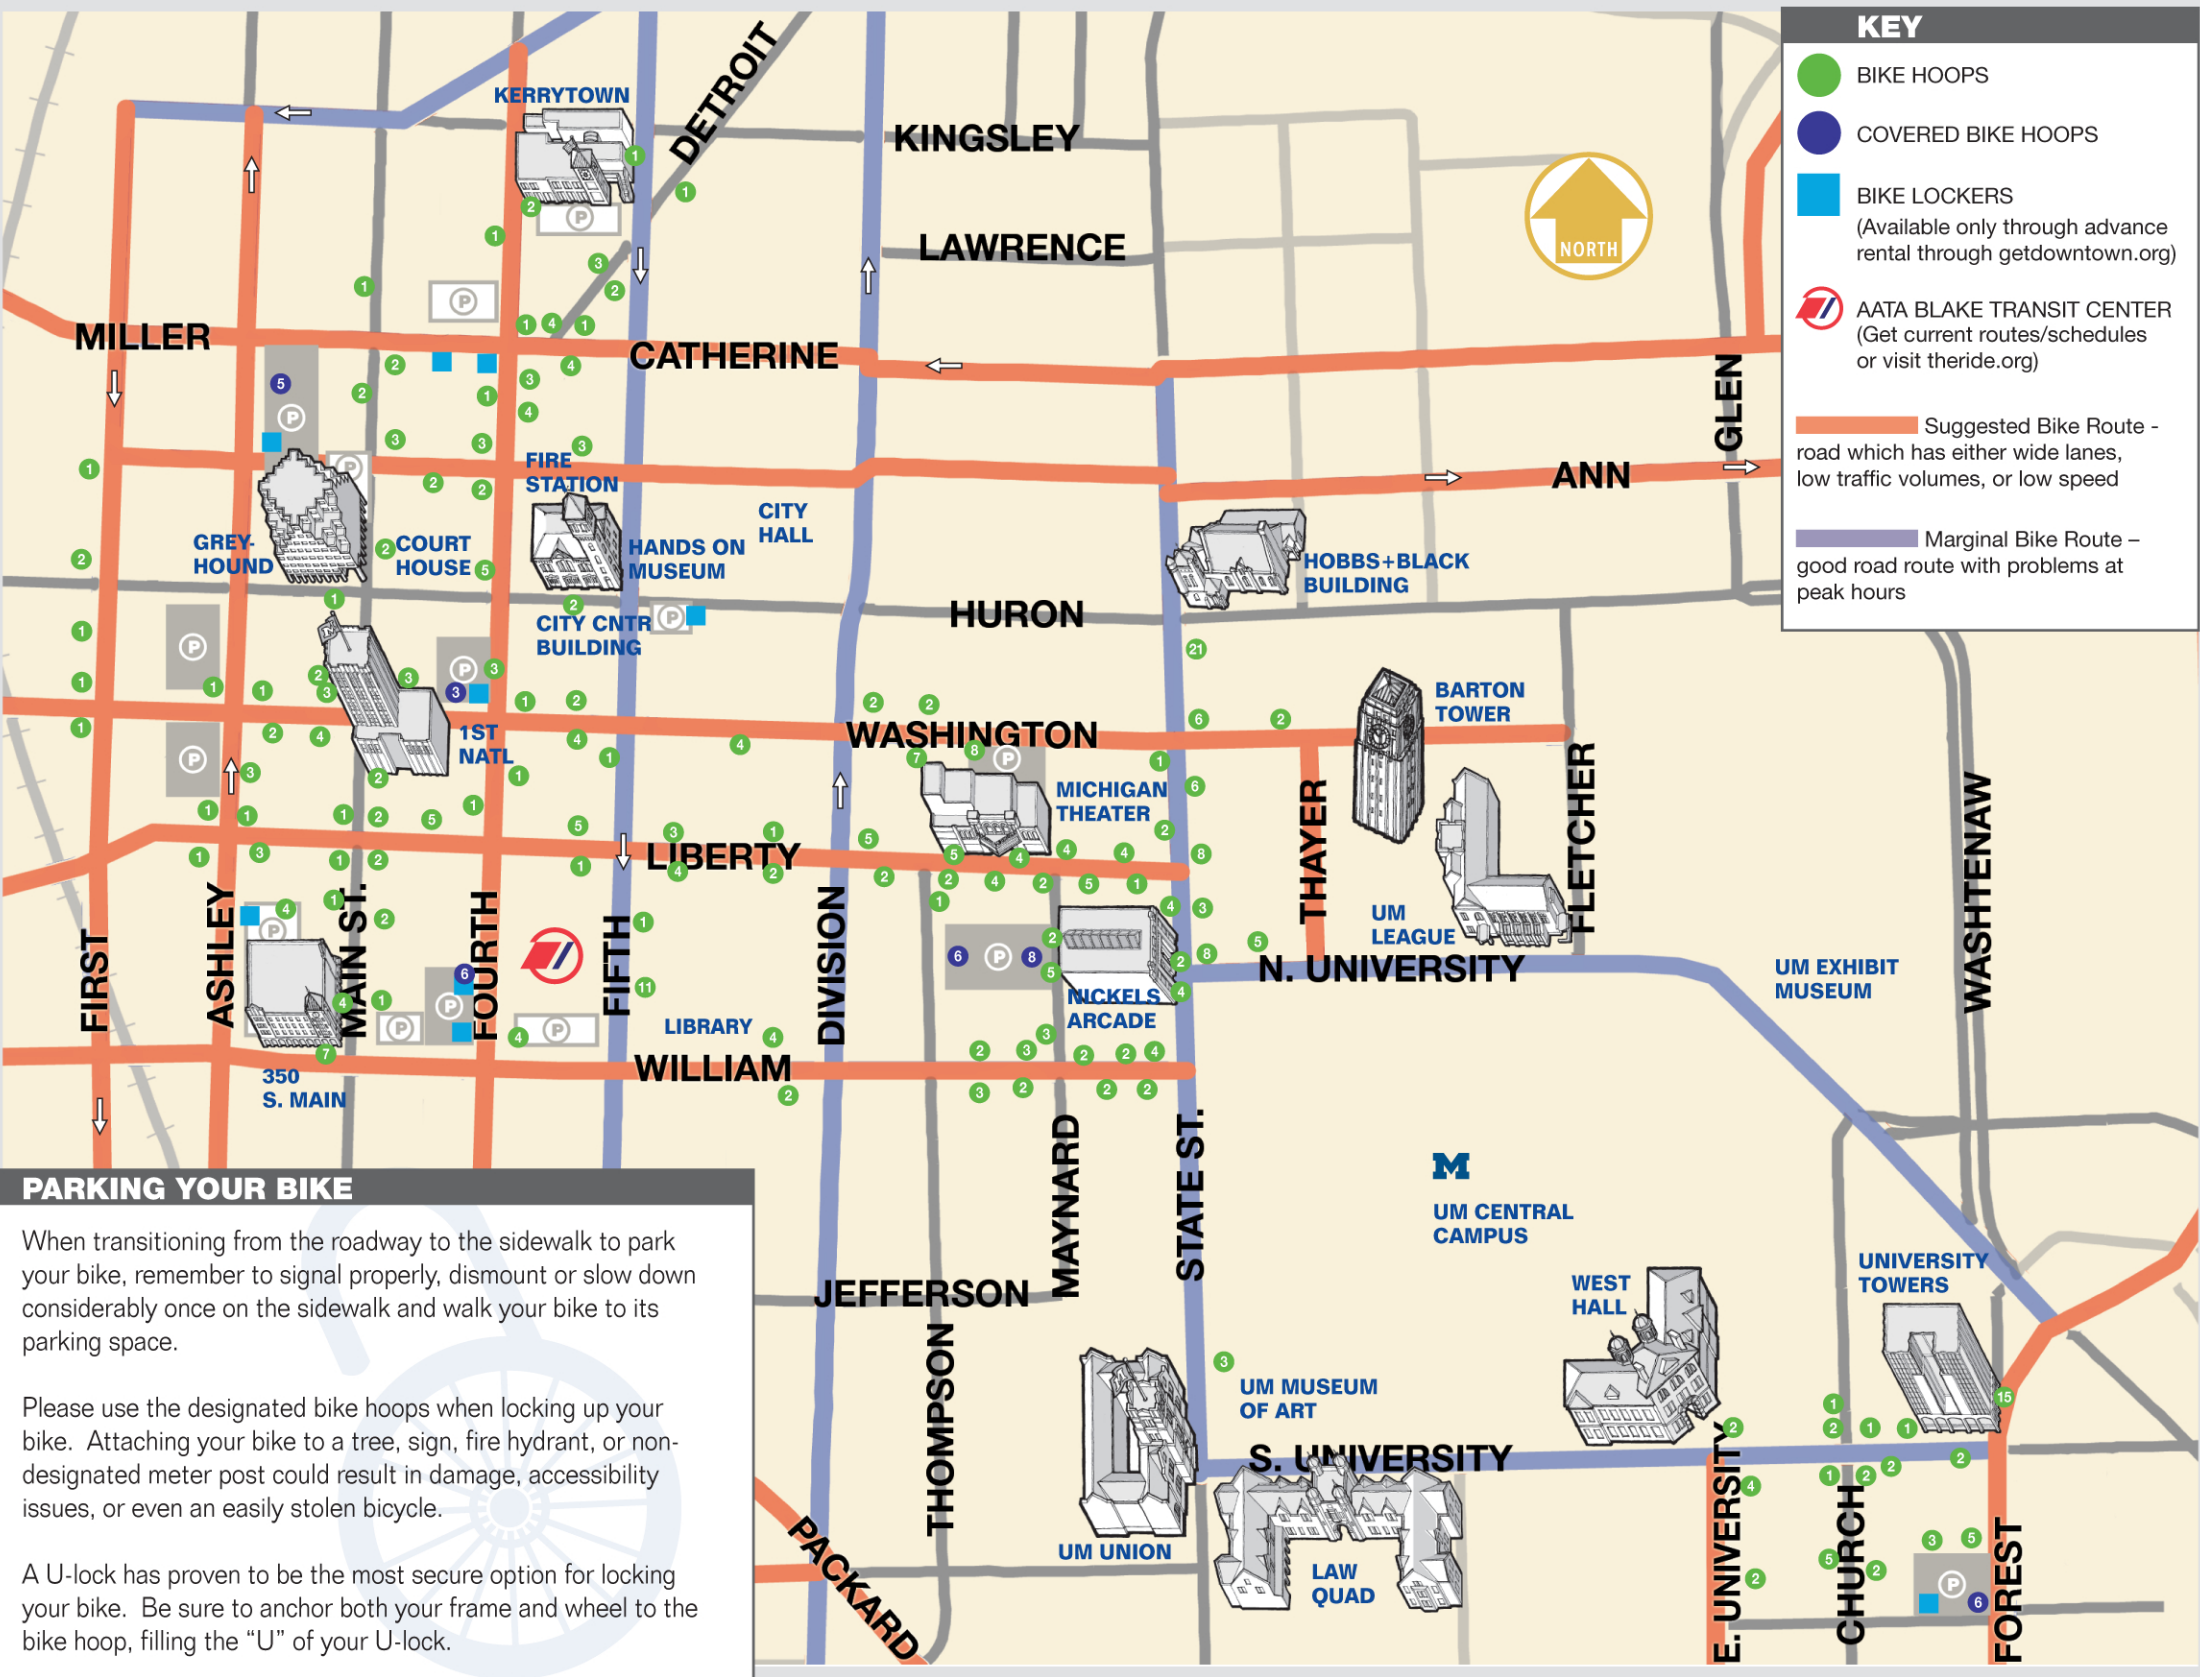 KEY
BIKE HOOPS
COVERED BIKE HOOPS
BIKE LOCKERS
(Available only through advance
rental through getdowntown.org)
AATA BLAKE TRANSIT CENTER
(Get current routes/schedules
or visit theride.org)
Suggested Bike Route -
road which has either wide lanes,
low traffic volumes, or low speed
Marginal Bike Route –
good road route with problems at
peak hours
NORTH
KERRYTOWN
DETROIT
KINGSLEY
LAWRENCE
MILLER
CATHERINE
GLEN
ANN
FIRE
STATION
CITY
HALL
GREY-
HOUND
COURT
HOUSE
HANDS ON
MUSEUM
HOBBS+BLACK
BUILDING
HURON
CITY CNTR
BUILDING
BARTON
TOWER
1ST
NATL
WASHINGTON
MICHIGAN
THEATER
THAYER
FLETCHER
WASHTENAW
LIBERTY
FIRST
ASHLEY
MAIN ST.
FOURTH
FIFTH
DIVISION
UM
LEAGUE
N. UNIVERSITY
UM EXHIBIT
MUSEUM
NICKELS
ARCADE
LIBRARY
WILLIAM
350
S. MAIN
MAYNARD
STATE ST.
M
UM CENTRAL
CAMPUS
JEFFERSON
THOMPSON
WEST
HALL
UNIVERSITY
TOWERS
UM MUSEUM
OF ART
S. UNIVERSITY
UM UNION
LAW
QUAD
PACKARD
E. UNIVERSITY
CHURCH
FOREST
PARKING YOUR BIKE
When transitioning from the roadway to the sidewalk to park
your bike, remember to signal properly, dismount or slow down
considerably once on the sidewalk and walk your bike to its
parking space.
Please use the designated bike hoops when locking up your
bike.  Attaching your bike to a tree, sign, fire hydrant, or non-
designated meter post could result in damage, accessibility
issues, or even an easily stolen bicycle.
A U-lock has proven to be the most secure option for locking
your bike.  Be sure to anchor both your frame and wheel to the
bike hoop, filling the “U” of your U-lock.